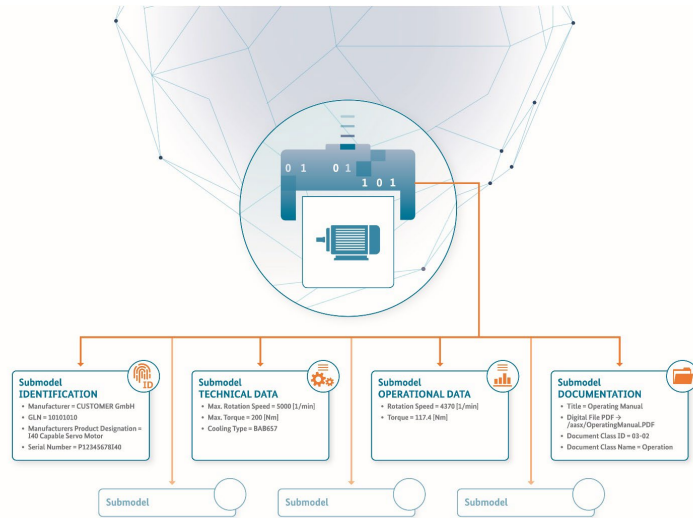 0 1 0 1
1 0 1
ID
Submodel
IDENTIFICATION
• Manufacturer = CUSTOMER GmbH
• GLN = 10101010
• Manufacturers Product Designation =
I40 Capable Servo Motor
• Serial Number = P12345678I40
Submodel
TECHNICAL DATA
• Max. Rotation Speed = 5000 [1/min]
• Max. Torque = 200 [Nm]
• Cooling Type = BAB657
Submodel
OPERATIONAL DATA
• Rotation Speed = 4370 [1/min]
• Torque = 117.4 [Nm]
Submodel
DOCUMENTATION
• Title = Operating Manual
• Digital File PDF →
/aasx/OperatingManual.PDF
• Document Class ID = 03-02
• Document Class Name = Operation
Submodel
Submodel
Submodel